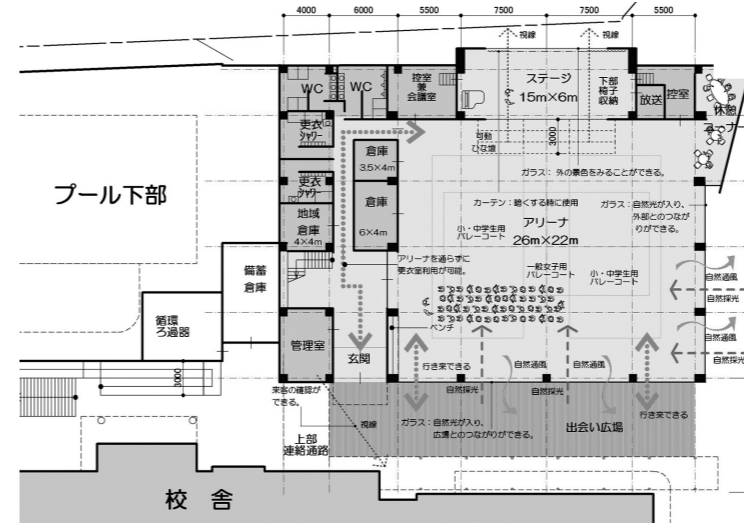 4000
6000
5500
7500
7500
5500
視線
視線
WC
WC
控室
兼
会議室
ステージ
15m×6m
下部
椅子
収納
放送
控室
休憩
コーナー
更衣
シャワー
倉庫
3.5×4m
可動
ひな壇
3000
ガラス: 外の景色をみることができる。
プール下部
更衣
シャワー
地域
倉庫
4×4m
倉庫
6×4m
カーテン:暗くする時に使用
アリーナ
26m×22m
ガラス:自然光が入り、
外部とのつなが
りができる。
小・中学生用
バレーコート
アリーナを通らずに
更衣室利用が可能。
一般女子用
バレーコート
小・中学生用
バレーコート
自然通風
自然採光
備蓄
倉庫
循環
ろ過器
ベンチ
管理室
玄関
自然通風
自然採光
3000
行き来できる
自然通風
自然通風
来客の確認が
できる。
自然採光
自然採光
視線
ガラス:自然光が入り、
広場とのつながりができる。
出会い広場
行き来できる
上部
連絡通路
校 舎